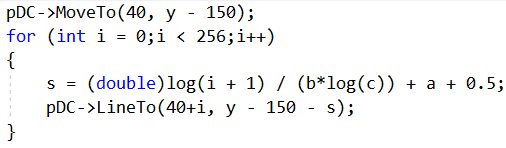 pDC->MoveTo(40, y - 150);
for (int i = 0;i < 256;i++)
{
    s = (double)log(i + 1) / (b*log(c)) + a + 0.5;
    pDC->LineTo(40+i, y - 150 - s);
}